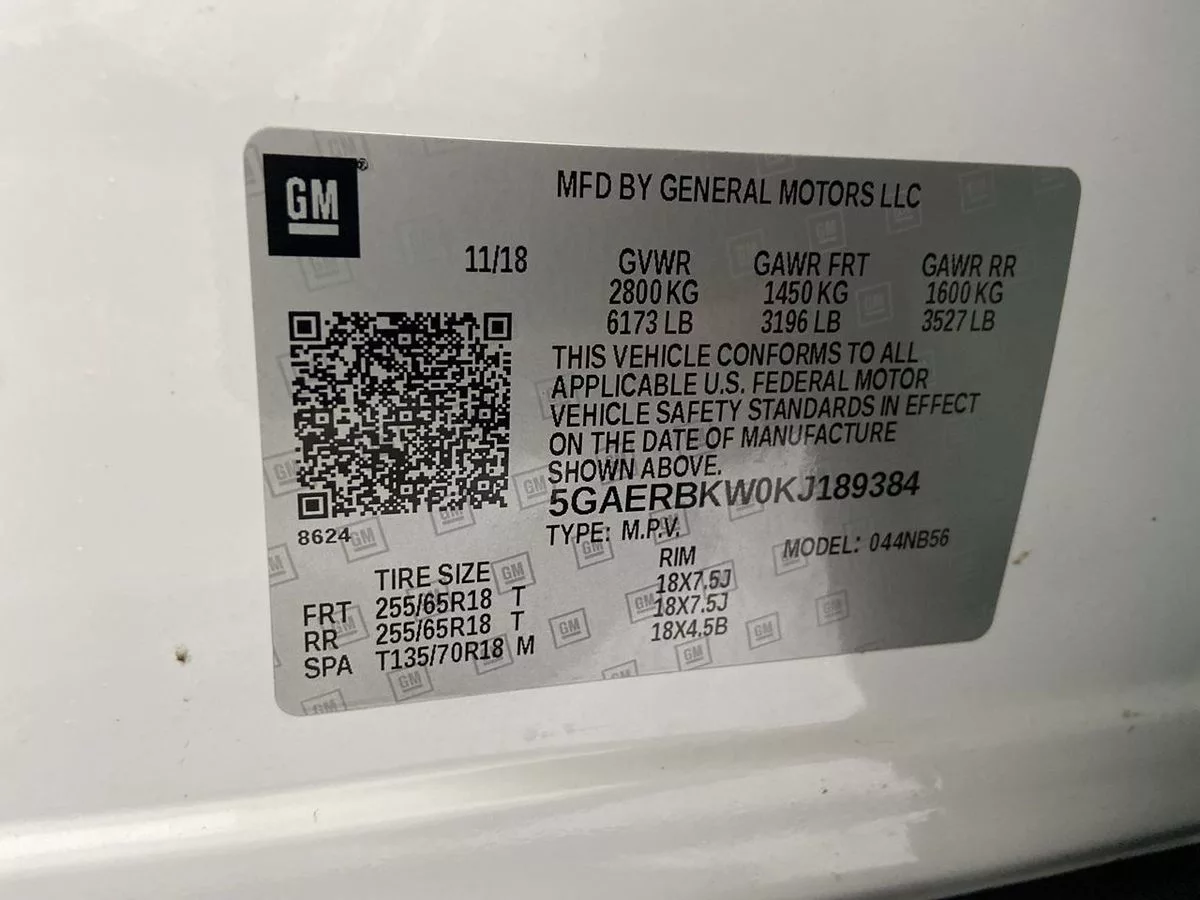 GM
MFD BY GENERAL MOTORS LLC
11/18 GVWR GAWR FRT GAWR RR
2800 KG 1450 KG 1600 KG
6173 LB 3196 LB 3527 LB
THIS VEHICLE CONFORMS TO ALL
APPLICABLE U.S. FEDERAL MOTOR
VEHICLE SAFETY STANDARDS IN EFFECT
ON THE DATE OF MANUFACTURE
SHOWN ABOVE.
5GAERBKW0KJ189384
8624 TYPE: M.P.V. MODEL: 044NB56
TIRE SIZE RIM
FRT 255/65R18 T 18X7.5J
RR 255/65R18 T 18X7.5J
SPA T135/70R18 M 18X4.5B